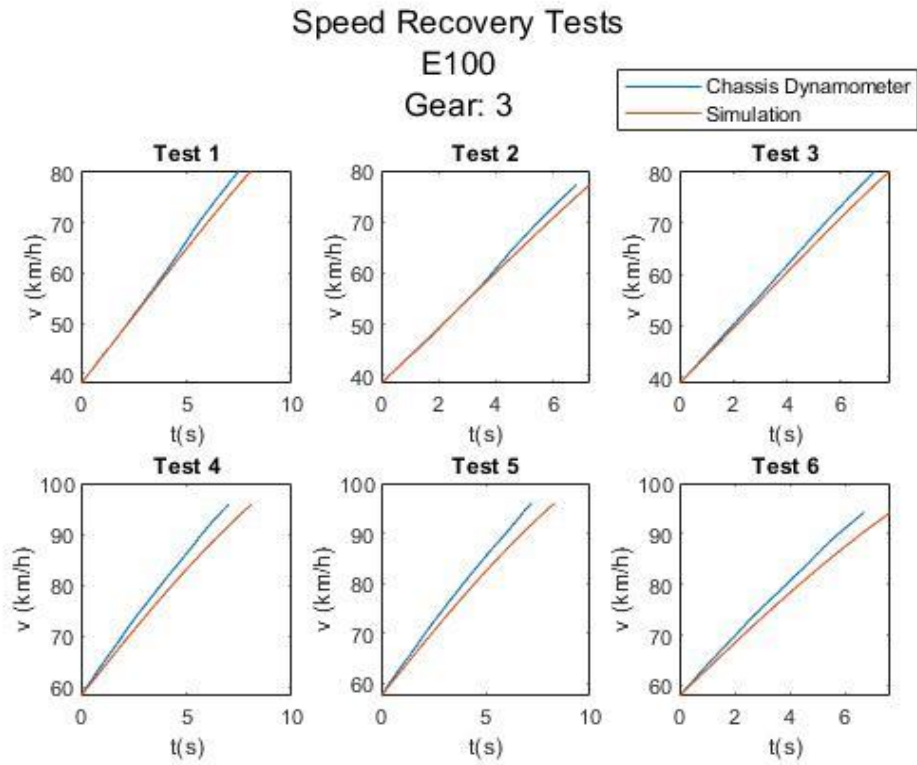 Speed Recovery Tests
E100
Gear: 3
Chassis Dynamometer
Simulation
Test 1
80
70
60
50
40
v (km/h)
0
5
10
t(s)
Test 2
80
70
60
50
40
v (km/h)
0
2
4
6
t(s)
Test 3
80
70
60
50
40
v (km/h)
0
2
4
6
t(s)
Test 4
100
90
80
70
60
v (km/h)
0
5
10
t(s)
Test 5
100
90
80
70
60
v (km/h)
0
5
10
t(s)
Test 6
100
90
80
70
60
v (km/h)
0
2
4
6
t(s)